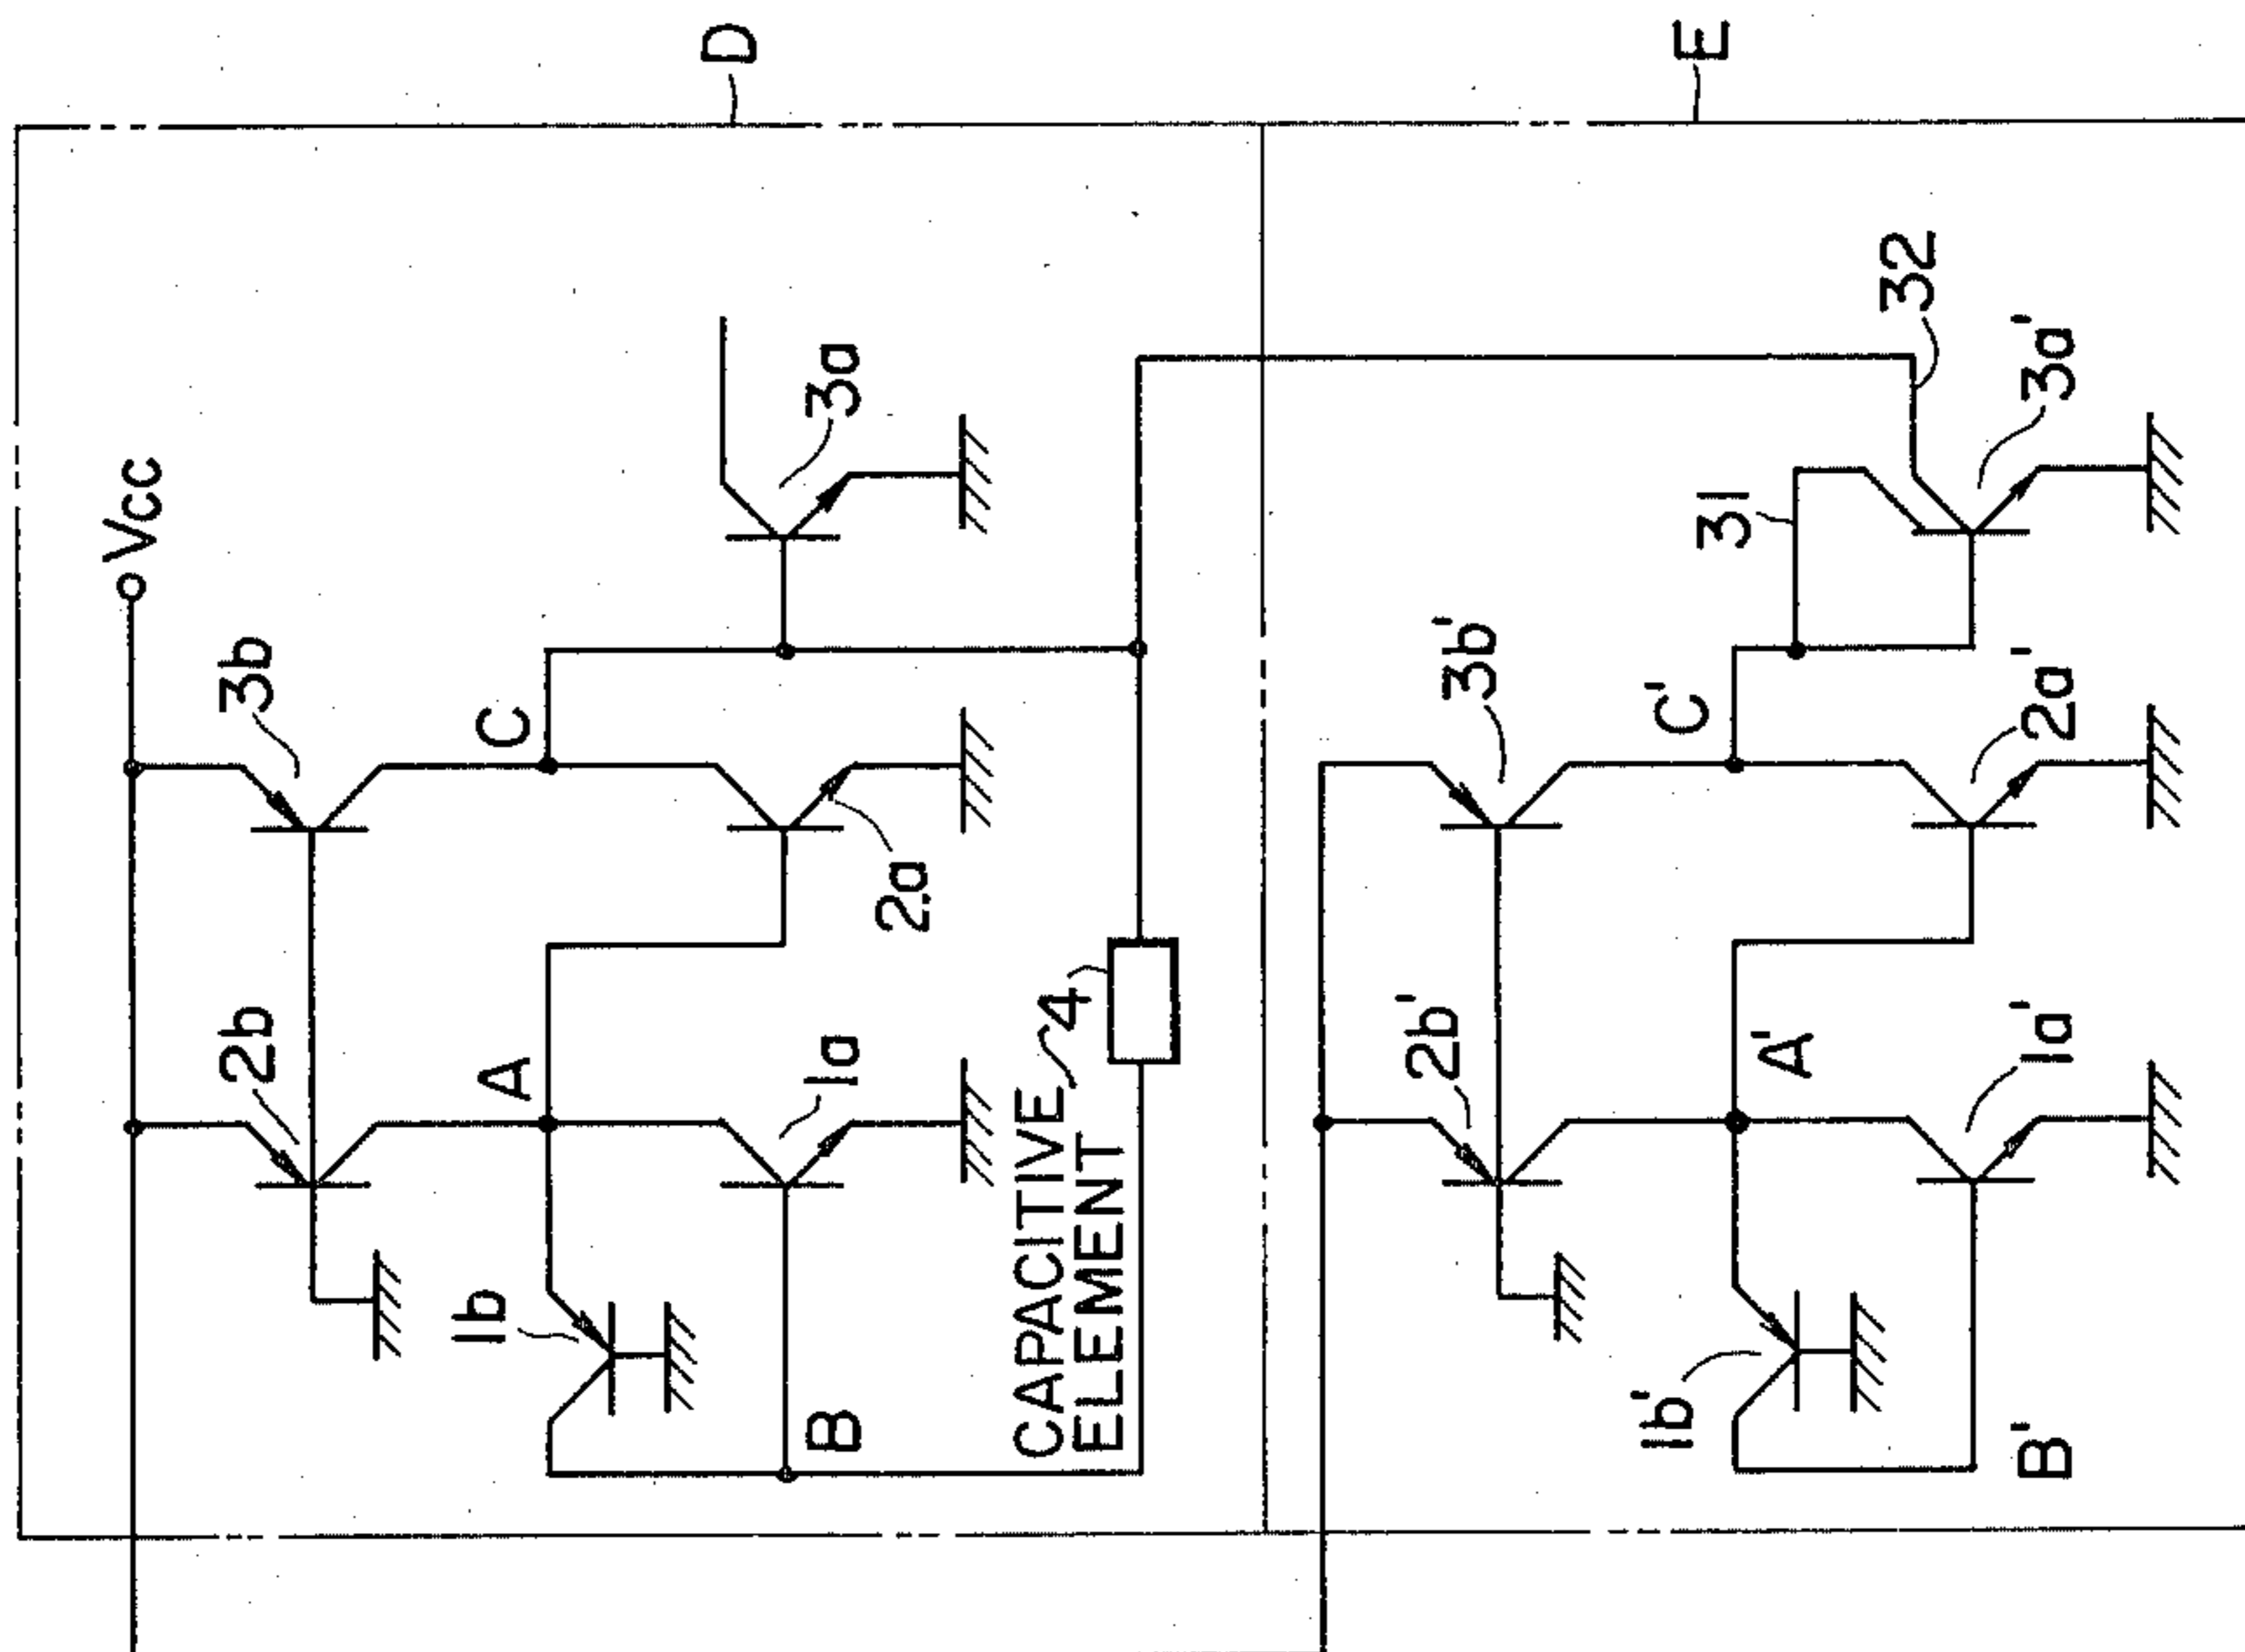 D
E
Vcc
3b
2b
C
A
3a
2a
1a
1b
B
CAPACITIVE
ELEMENT
4
3b'
2b'
C'
A'
31
32
3a'
2a'
1a'
1b'
B'